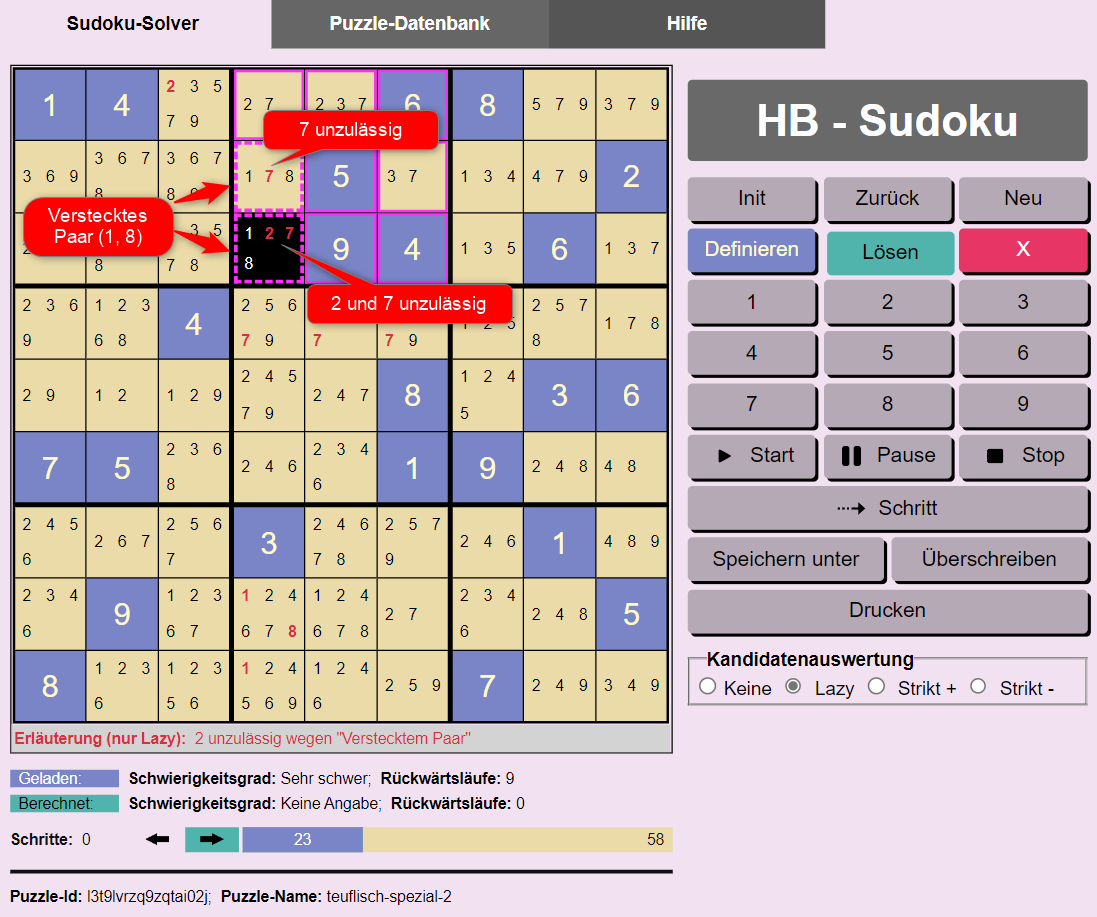 Sudoku-Solver
Puzzle-Datenbank
Hilfe
1
4
2 3 5
7 9
2 7
2 3 7
6
8
5 7 9
3 7 9
7 unzulässig
3 6 9
3 6 7
8
3 6 7
8
1 7 8
5
3 7
1 3 4
4 7 9
2
Verstecktes
Paar (1, 8)
8
3 5
7 8
1 2 7
8
9
4
1 3 5
6
1 3 7
2 und 7 unzulässig
2 3 6
9
1 2 3
6 8
4
2 5 6
7 9
7
7 9
2 5
2 5 7
8
1 7 8
2 9
1 2
1 2 9
2 4 5
7 9
2 4 7
8
1 2 4
5
3
6
7
5
2 3 6
8
2 4 6
2 3 4
6
1
9
2 4 8
4 8
2 4 5
6
2 6 7
2 5 6
7
3
2 4 6
7 8
2 5 7
9
2 4 6
1
4 8 9
2 3 4
6
9
1 2 3
6 7
1 2 4
6 7 8
1 2 4
6 7 8
2 7
2 3 4
6
2 4 8
5
8
1 2 3
6
1 2 3
5 6
1 2 4
5 6 9
1 2 4
6
2 5 9
7
2 4 9
3 4 9
Erläuterung (nur Lazy): 2 unzulässig wegen "Verstecktem Paar"
Geladen: Schwierigkeitsgrad: Sehr schwer; Rückwärtsläufe: 9
Berechnet: Schwierigkeitsgrad: Keine Angabe; Rückwärtsläufe: 0
Schritte: 0
23
58
Puzzle-Id: l3t9lvrzq9zqtai02j; Puzzle-Name: teuflisch-spezial-2
HB - Sudoku
Init
Zurück
Neu
Definieren
Lösen
X
1
2
3
4
5
6
7
8
9
Start
Pause
Stop
Schritt
Speichern unter
Überschreiben
Drucken
Kandidatenauswertung
Keine Lazy Strikt + Strikt -